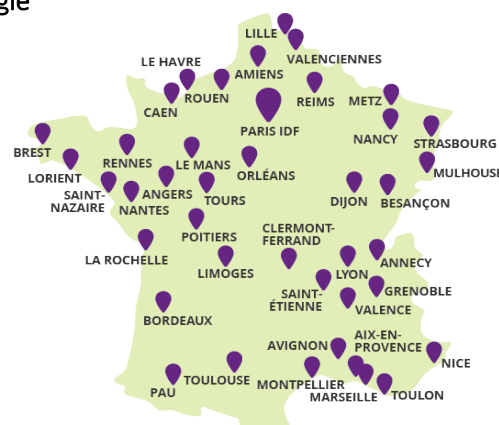 gie
LILLE
VALENCIENNES
LE HAVRE
AMIENS
ROUEN
REIMS
METZ
CAEN
PARIS IDF
NANCY
STRASBOURG
BREST
RENNES
LE MANS
ORLÉANS
MULHOUSE
LORIENT
SAINT-
NAZAIRE
ANGERS
TOURS
DIJON
BESANÇON
NANTES
POITIERS
CLERMONT-
FERRAND
LA ROCHELLE
LIMOGES
LYON
ANNECY
SAINT-
ÉTIENNE
GRENOBLE
VALENCE
BORDEAUX
AVIGNON
AIX-EN-
PROVENCE
NICE
TOULOUSE
MONTPELLIER
PAU
MARSEILLE
TOULON